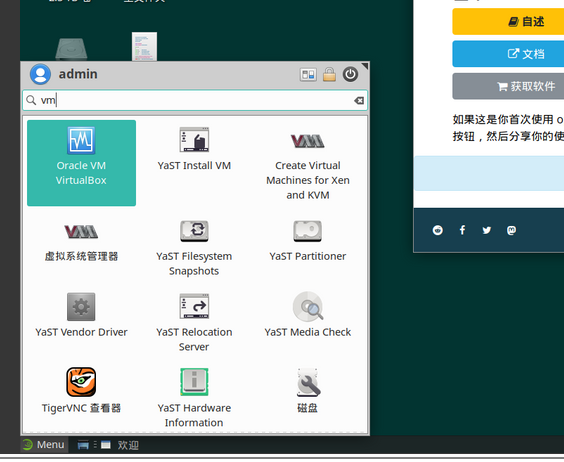 admin
vm
Oracle VM
VirtualBox
YaST Install VM
Create Virtual
Machines for Xen
and KVM
虚拟系统管理器
YaST Filesystem
Snapshots
YaST Partitioner
YaST Vendor Driver
YaST Relocation
Server
YaST Media Check
TigerVNC 查看器
YaST Hardware
Information
磁盘
Menu
欢迎
自述
文档
获取软件
如果这是你首次使用 o
按钮，然后分享你的使